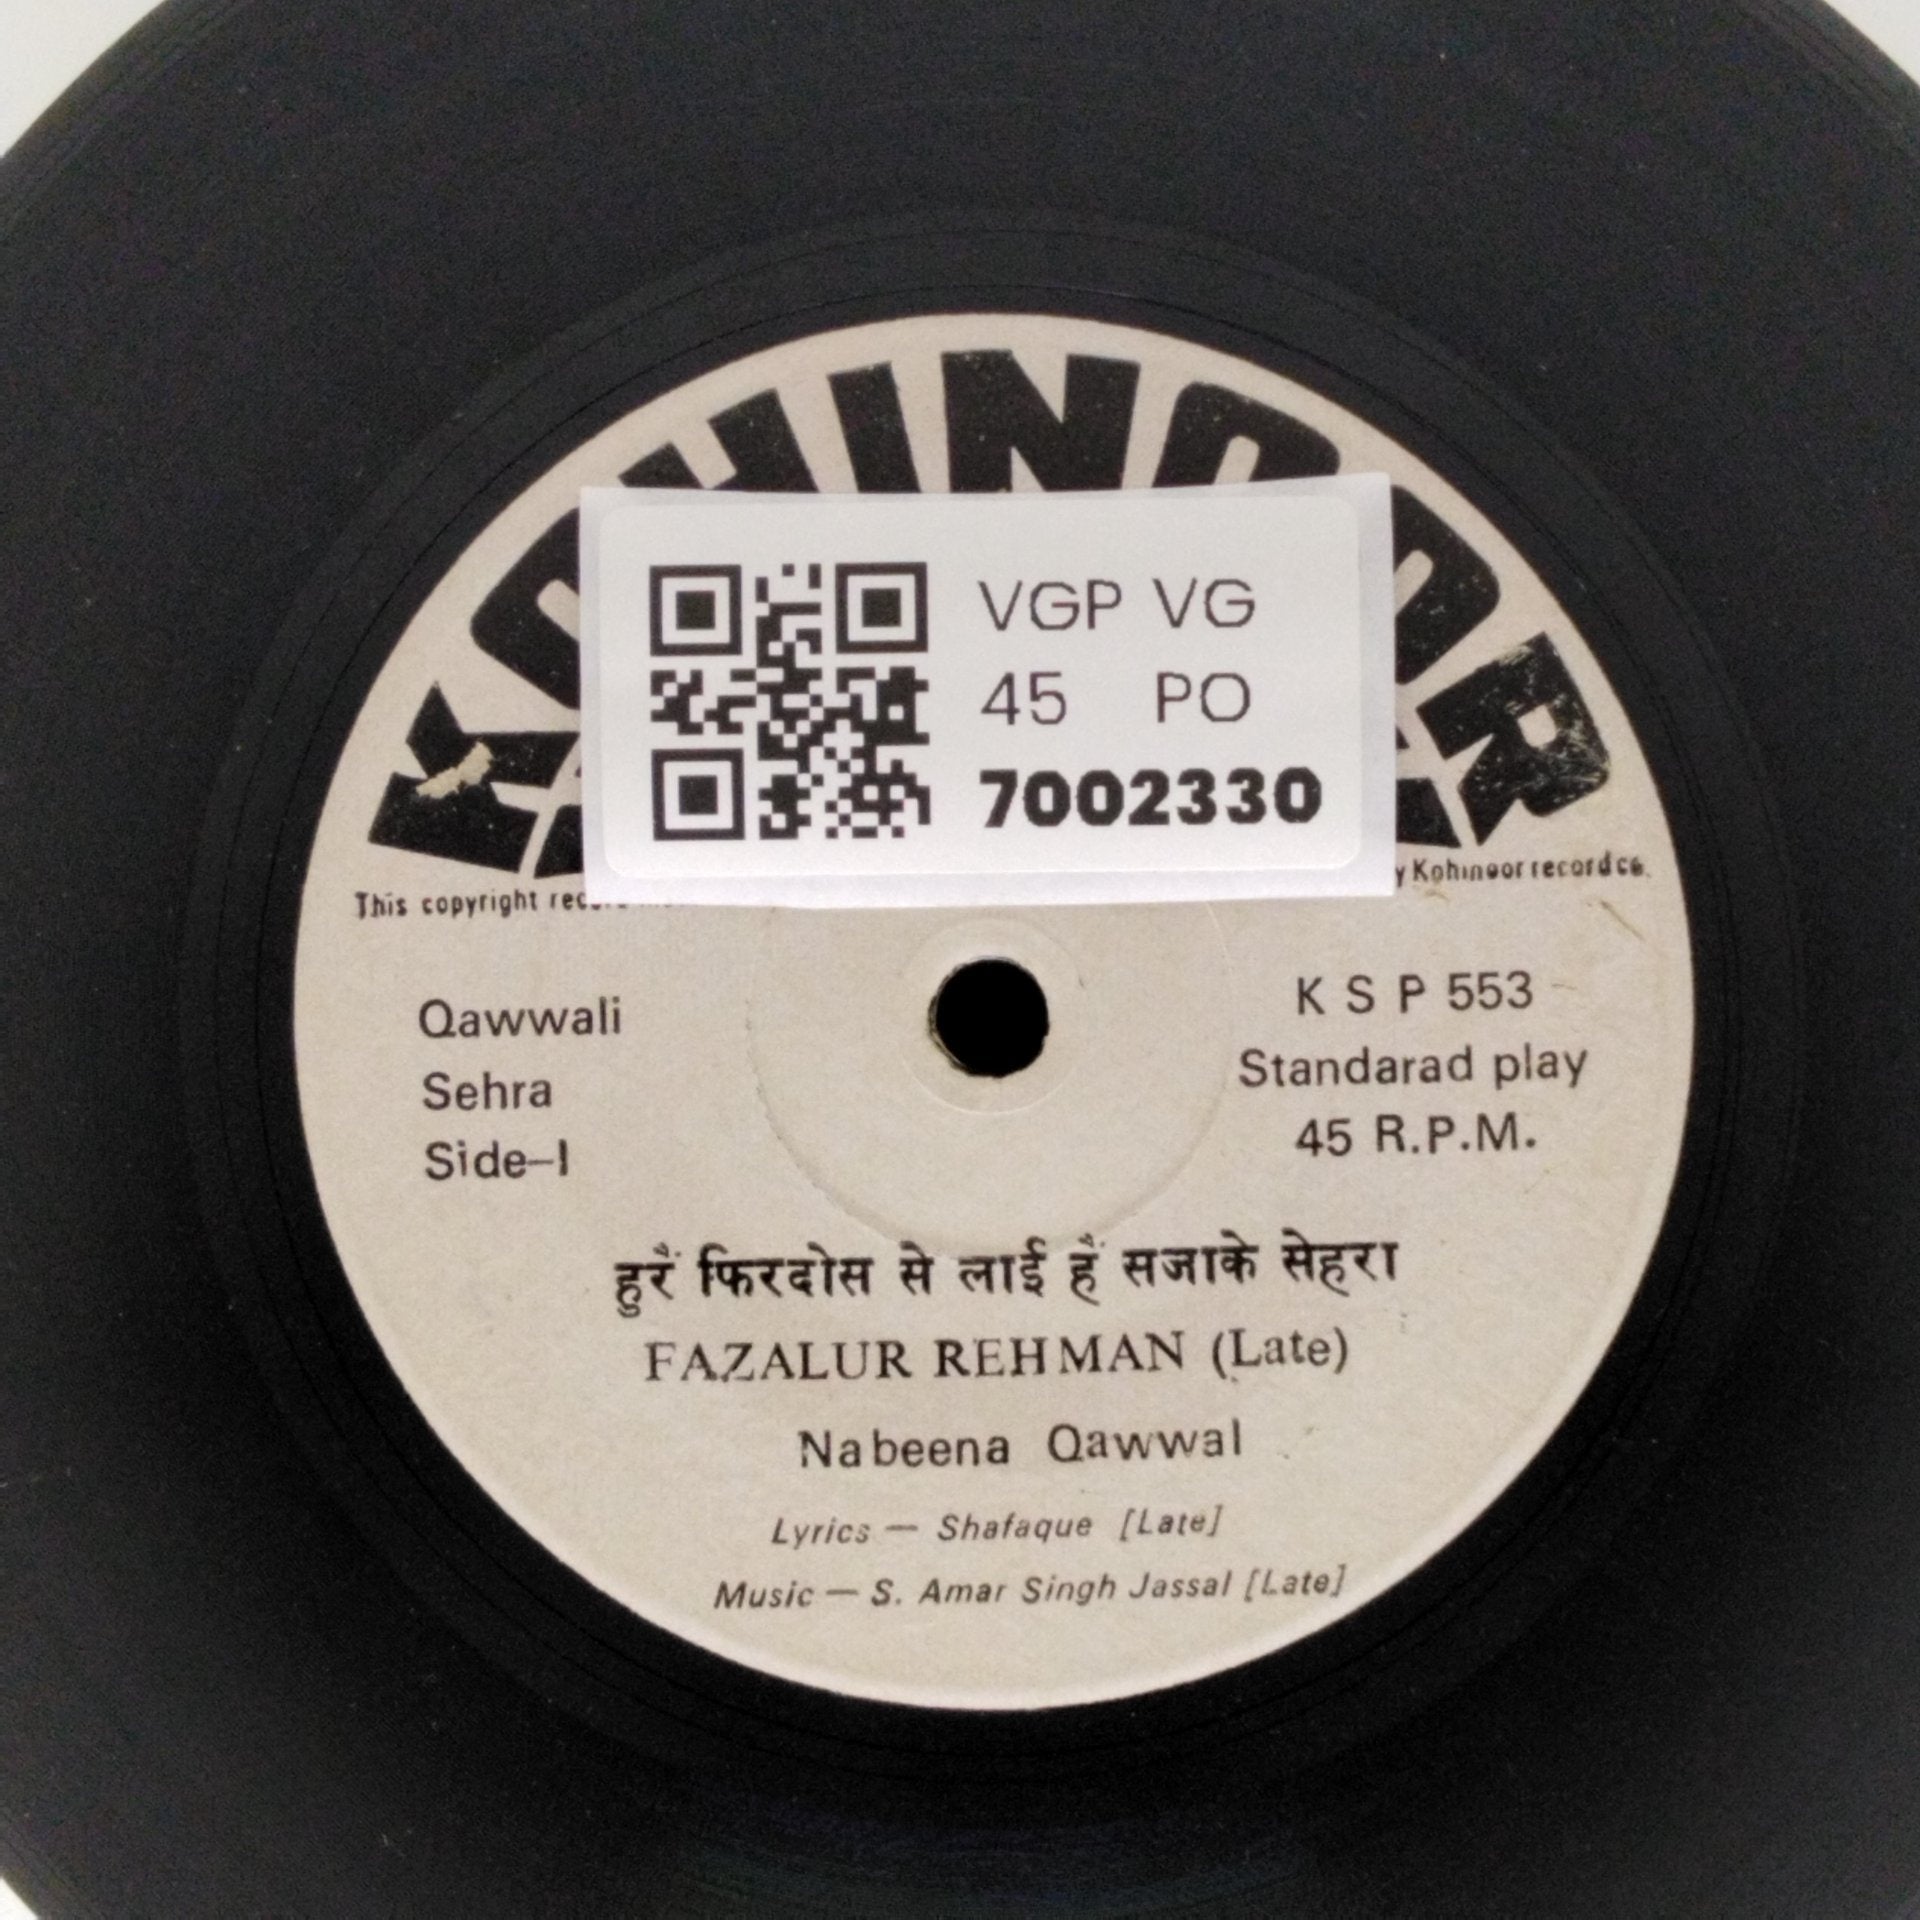 KOHINOOR
VGP VG
45 PO
7002330
This copyright
y Kohinoor record co.
Qawwali
Sehra
Side-I
K S P 553
Standarad play
45 R.P.M.
हुरैं फिरदोस से लाई हैं सजाके सेहरा
FAZALUR REHMAN (Late)
Nabeena Qawwal
Lyrics — Shafaque [Late]
Music — S. Amar Singh Jassal [Late]